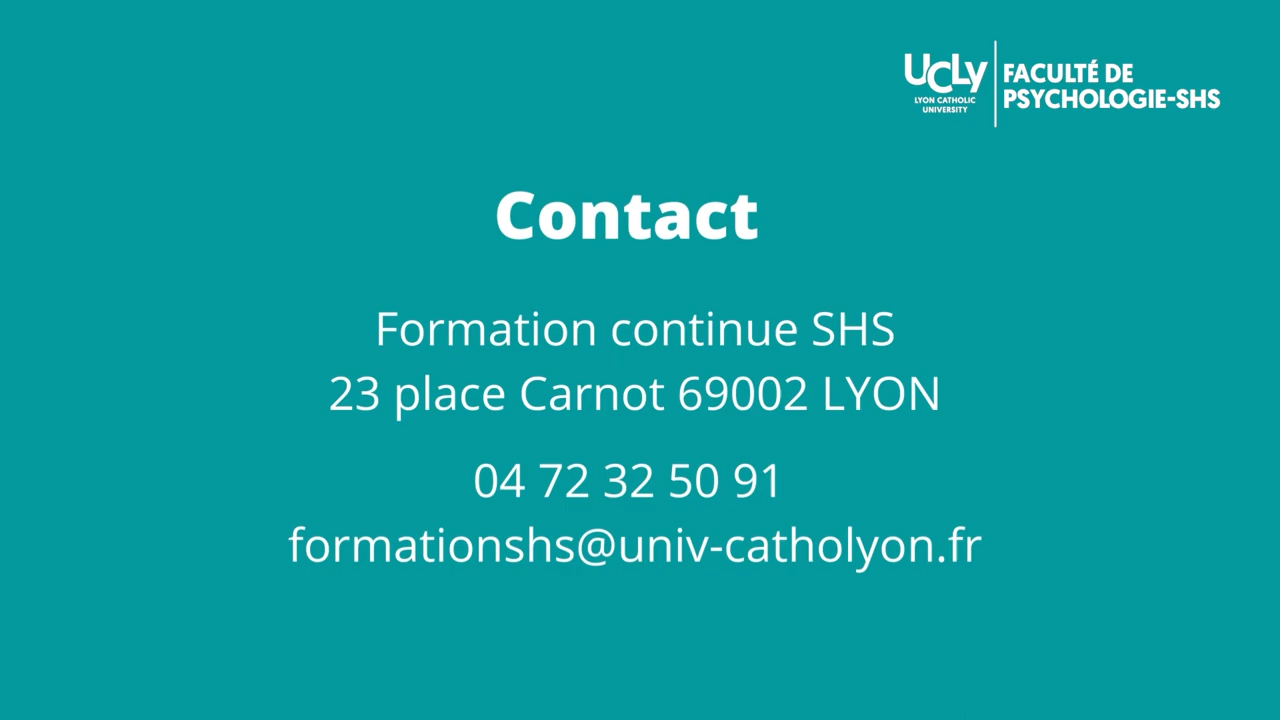 UCLy
LYON CATHOLIC
UNIVERSITY
FACULTÉ DE
PSYCHOLOGIE-SHS
Contact
Formation continue SHS
23 place Carnot 69002 LYON
04 72 32 50 91
formationshs@univ-catholyon.fr